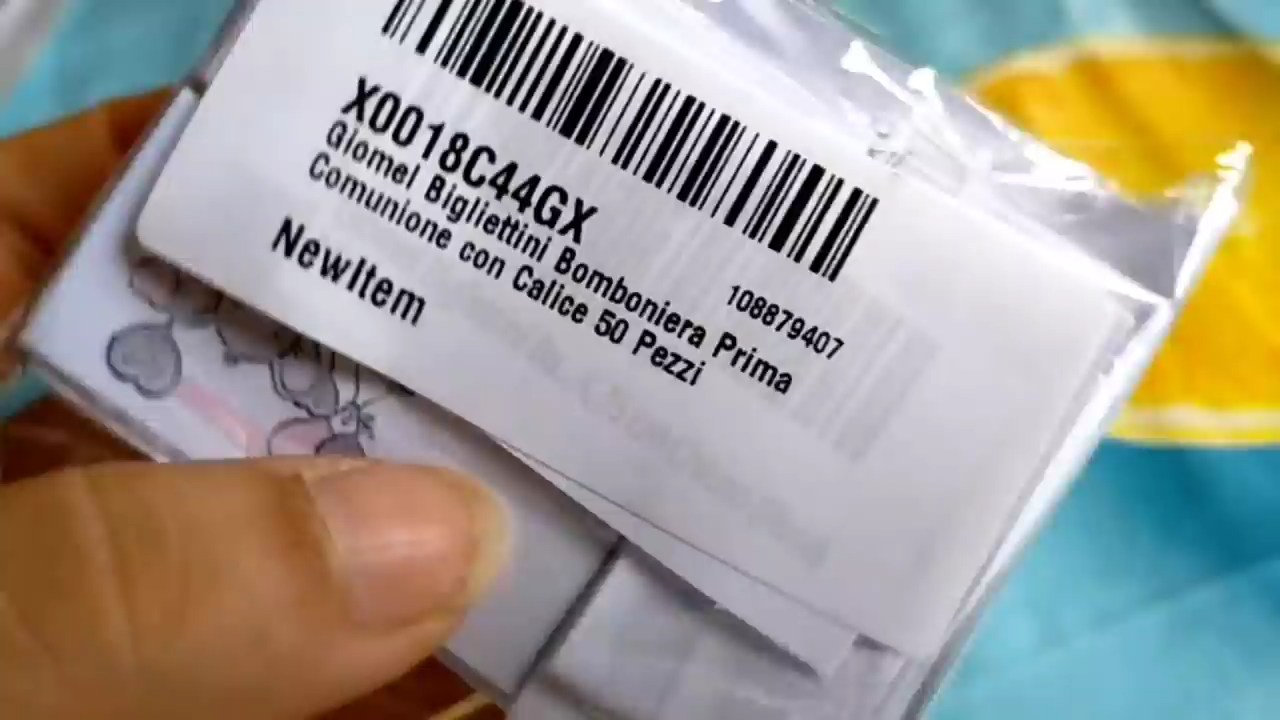 X0018C44GX
Giomel Bigliettini Bomboniera Prima
Comunione con Calice 50 Pezzi
NewItem
108879407